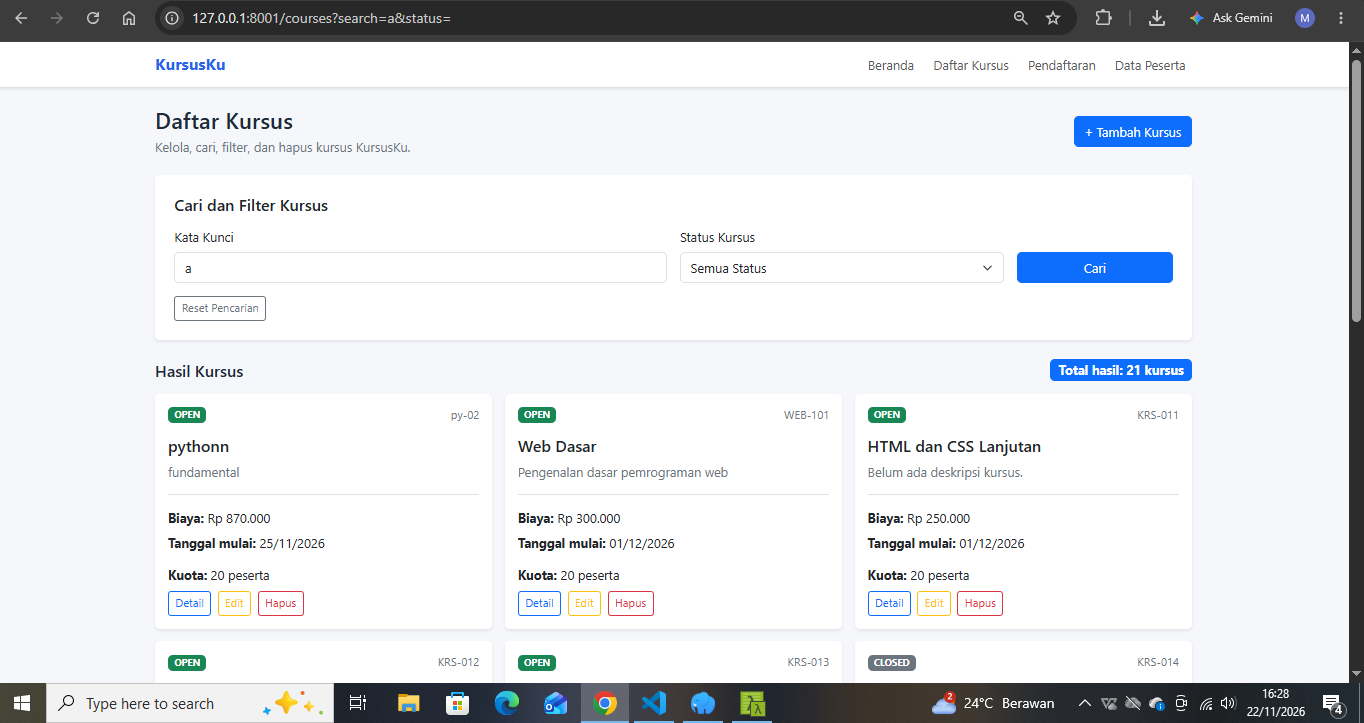 127.0.0.1:8001/courses?search=a&status=
Ask Gemini
M
KursusKu
Beranda Daftar Kursus Pendaftaran Data Peserta
Daftar Kursus
+ Tambah Kursus
Kelola, cari, filter, dan hapus kursus KursusKu.
Cari dan Filter Kursus
Kata Kunci Status Kursus
a Semua Status Cari
Reset Pencarian
Hasil Kursus Total hasil: 21 kursus
OPEN py-02
pythonn
fundamental
Biaya: Rp 870.000
Tanggal mulai: 25/11/2026
Kuota: 20 peserta
Detail Edit Hapus
OPEN WEB-101
Web Dasar
Pengenalan dasar pemrograman web
Biaya: Rp 300.000
Tanggal mulai: 01/12/2026
Kuota: 20 peserta
Detail Edit Hapus
OPEN KRS-011
HTML dan CSS Lanjutan
Belum ada deskripsi kursus.
Biaya: Rp 250.000
Tanggal mulai: 01/12/2026
Kuota: 20 peserta
Detail Edit Hapus
OPEN KRS-012
OPEN KRS-013
CLOSED KRS-014
Type here to search
2
24°C Berawan
16:28
22/11/2026
4